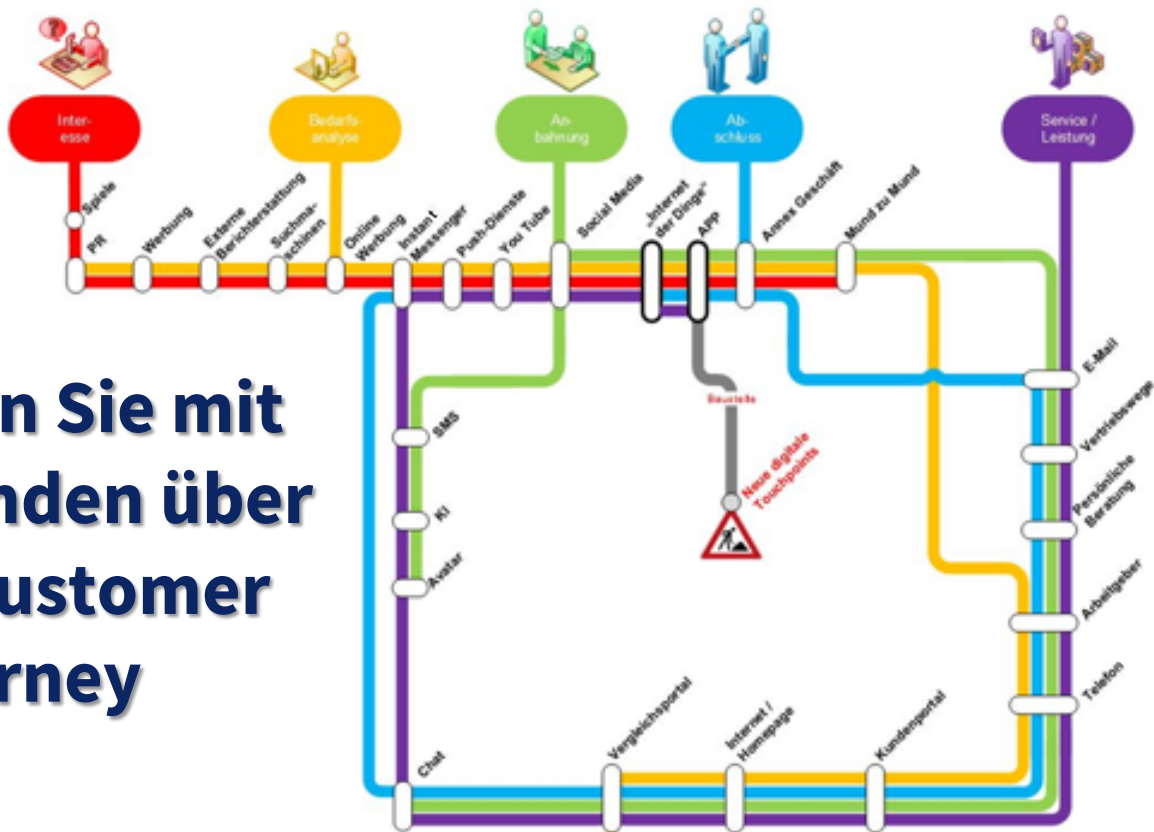 Inter-
esse
Bedarfs-
analyse
An-
bahnung
Ab-
schluss
Service /
Leistung
Spiele
PR
Werbung
Externe
Berichterstattung
Suchma-
schinen
Online
Werbung
Instant
Messenger
Push-Dienste
You Tube
Social Media
„Internet
der Dinge“
APP
Annex Geschäft
Mund zu Mund
E-Mail
Vertriebswege
Persönliche
Beratung
Arbeitgeber
Telefon
Baustelle
Neue digitale
Touchpoints
SMS
KI
Avatar
n Sie mit
nden über
ustomer
rney
Chat
Vergleichsportal
Internet /
Homepage
Kundenportal